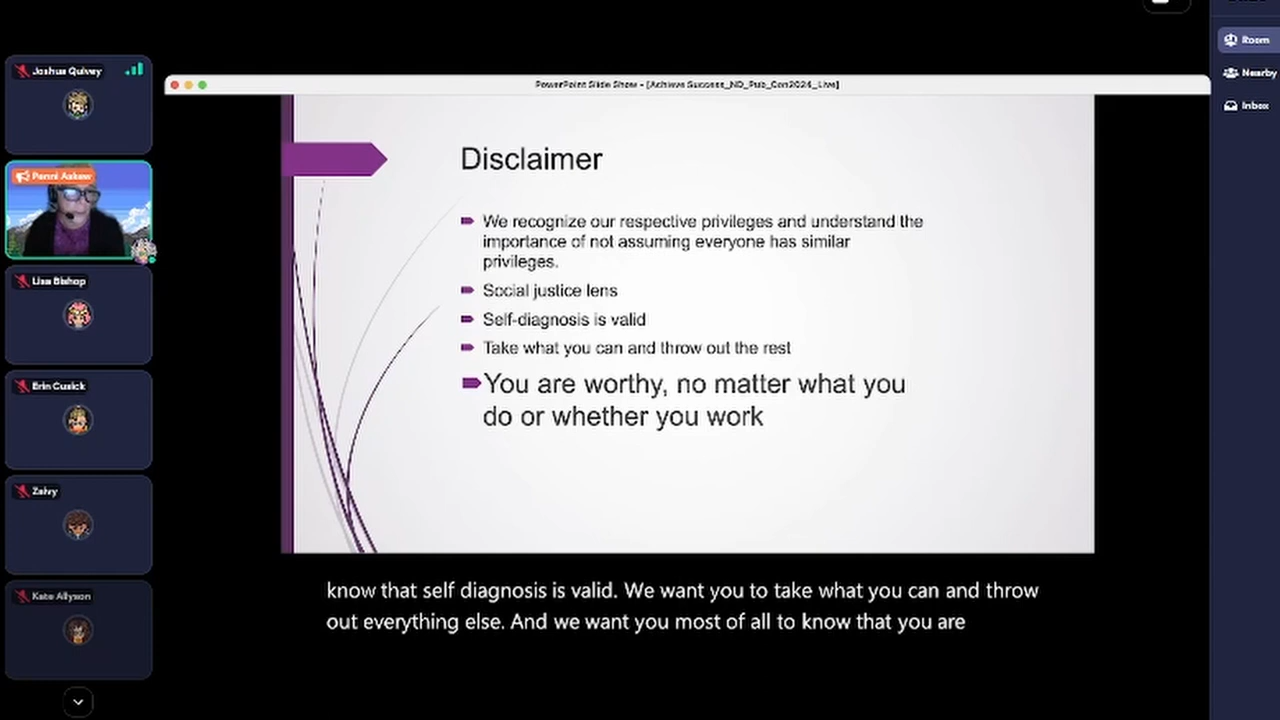 Room
Joshua Quivey
Nearby
PowerPoint Slide Show - [Achieve Success_ND_Pub_Con2024_Live]
Inbox
Disclaimer
Penni Askew
We recognize our respective privileges and understand the
importance of not assuming everyone has similar
privileges.
Lisa Bishop
Social justice lens
Self-diagnosis is valid
Take what you can and throw out the rest
Erin Cusick
You are worthy, no matter what you
do or whether you work
Zaivy
know that self diagnosis is valid. We want you to take what you can and throw
Kate Allyson
out everything else. And we want you most of all to know that you are